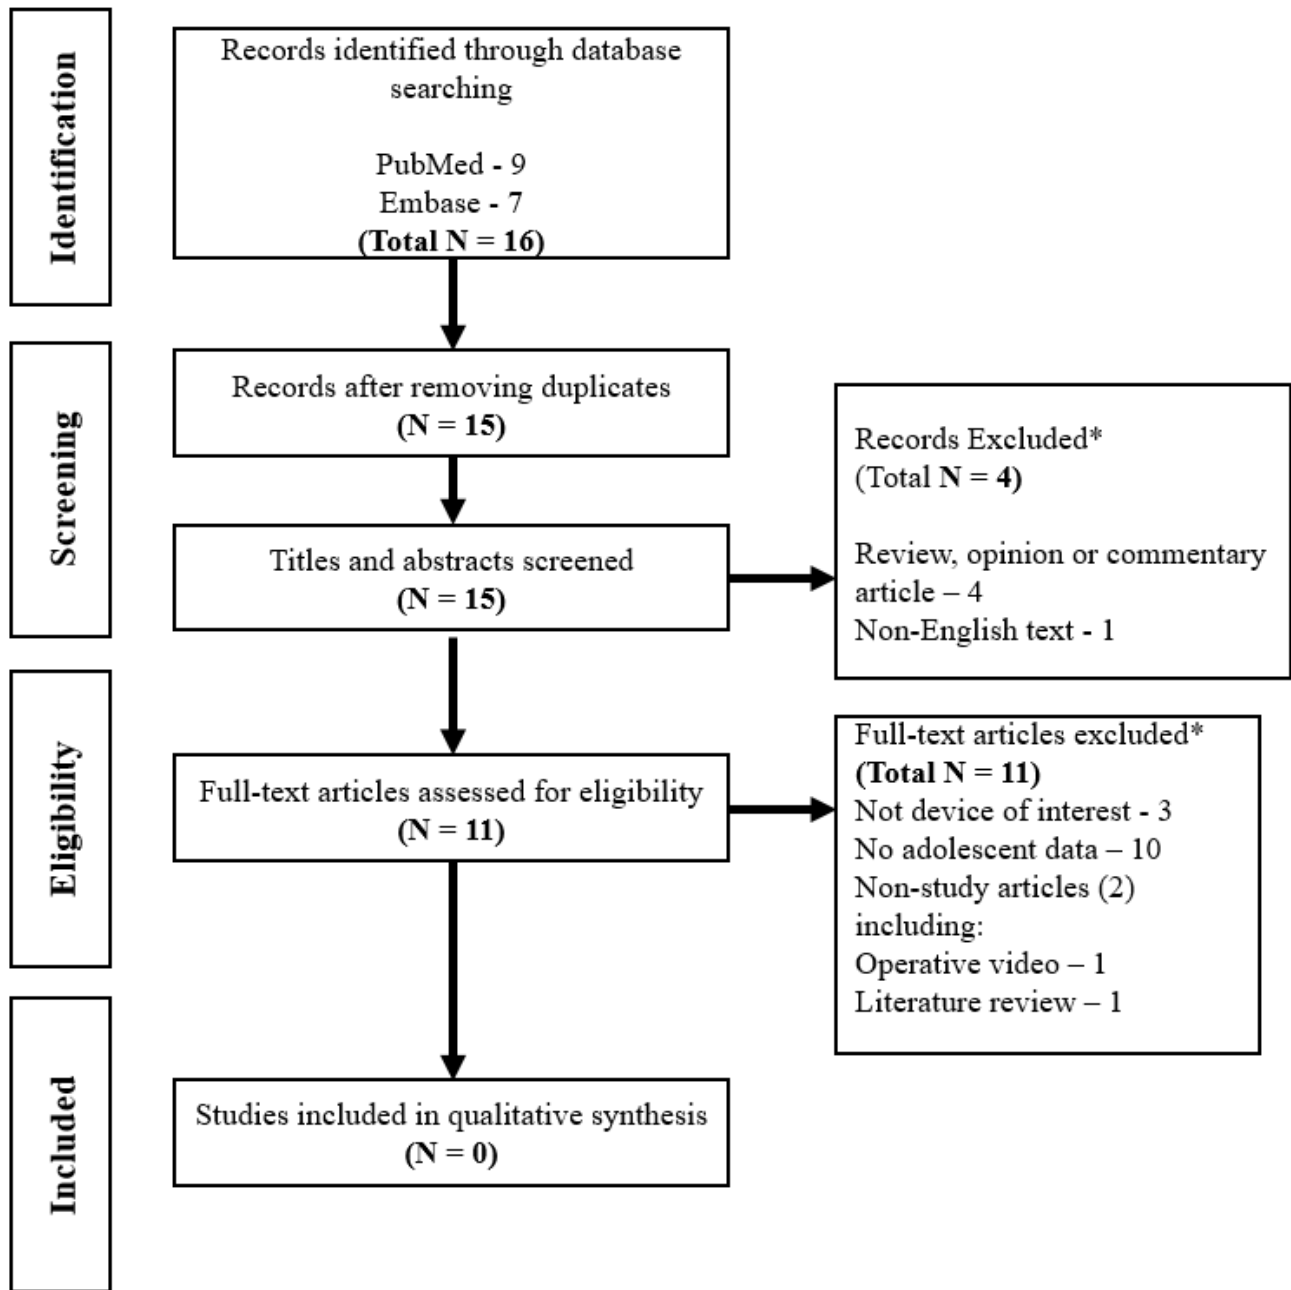 Identification
Records identified through database
searching
PubMed - 9
Embase - 7
(Total N = 16)
Screening
Records after removing duplicates
(N = 15)
Titles and abstracts screened
(N = 15)
Records Excluded*
(Total N = 4)
Review, opinion or commentary
article – 4
Non-English text - 1
Eligibility
Full-text articles assessed for eligibility
(N = 11)
Full-text articles excluded*
(Total N = 11)
Not device of interest - 3
No adolescent data – 10
Non-study articles (2)
including:
Operative video – 1
Literature review – 1
Included
Studies included in qualitative synthesis
(N = 0)